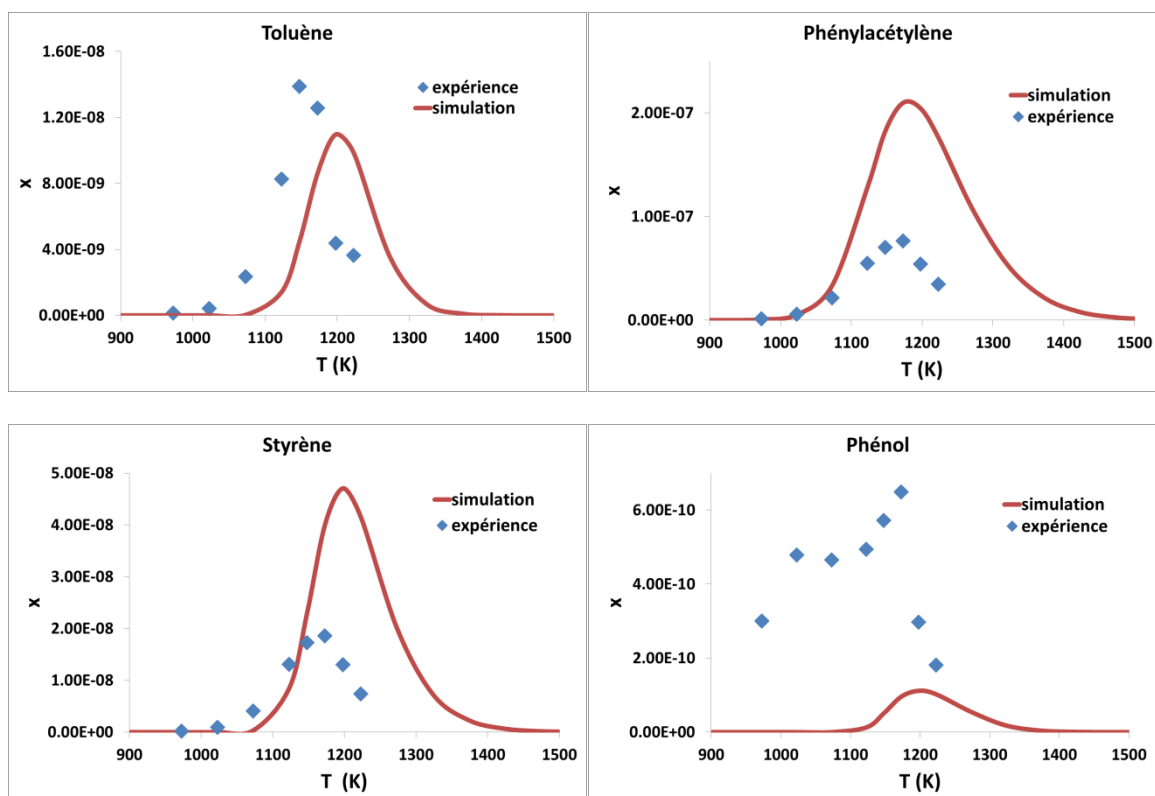 Toluène
1.60E-08
1.20E-08
8.00E-09
4.00E-09
0.00E+00
x
expérience
simulation
900 1000 1100 1200 1300 1400 1500
T (K)
Phénylacétylène
2.00E-07
1.00E-07
0.00E+00
x
simulation
expérience
900 1000 1100 1200 1300 1400 1500
T (K)
Styrène
5.00E-08
4.00E-08
3.00E-08
2.00E-08
1.00E-08
0.00E+00
x
simulation
expérience
900 1000 1100 1200 1300 1400 1500
T (K)
Phénol
6.00E-10
4.00E-10
2.00E-10
0.00E+00
x
simulation
expérience
900 1000 1100 1200 1300 1400 1500
T (K)